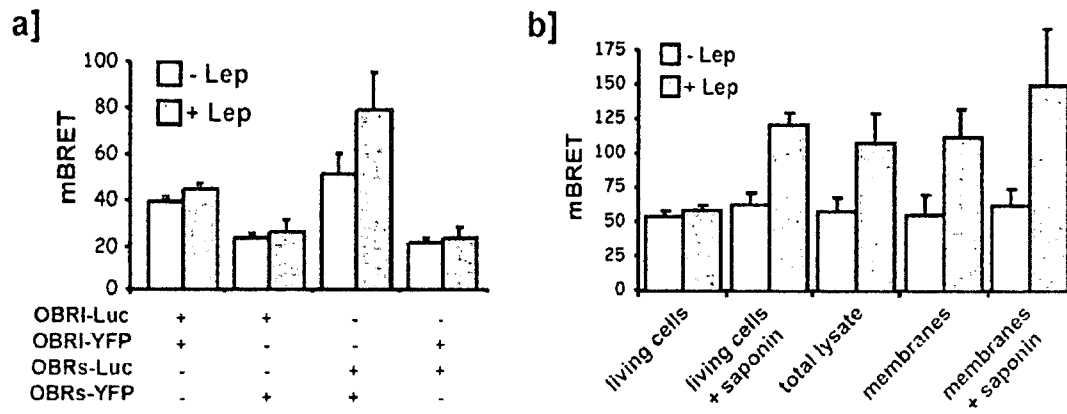 a]
100
80
60
40
20
0
mBRET
- Lep
+ Lep
OBRl-Luc + + - -
OBRl-YFP + - - +
OBRs-Luc - - + +
OBRs-YFP - + + -
b]
175
150
125
100
75
50
25
0
mBRET
- Lep
+ Lep
living cells
living cells
+ saponin
total lysate
membranes
membranes
+ saponin